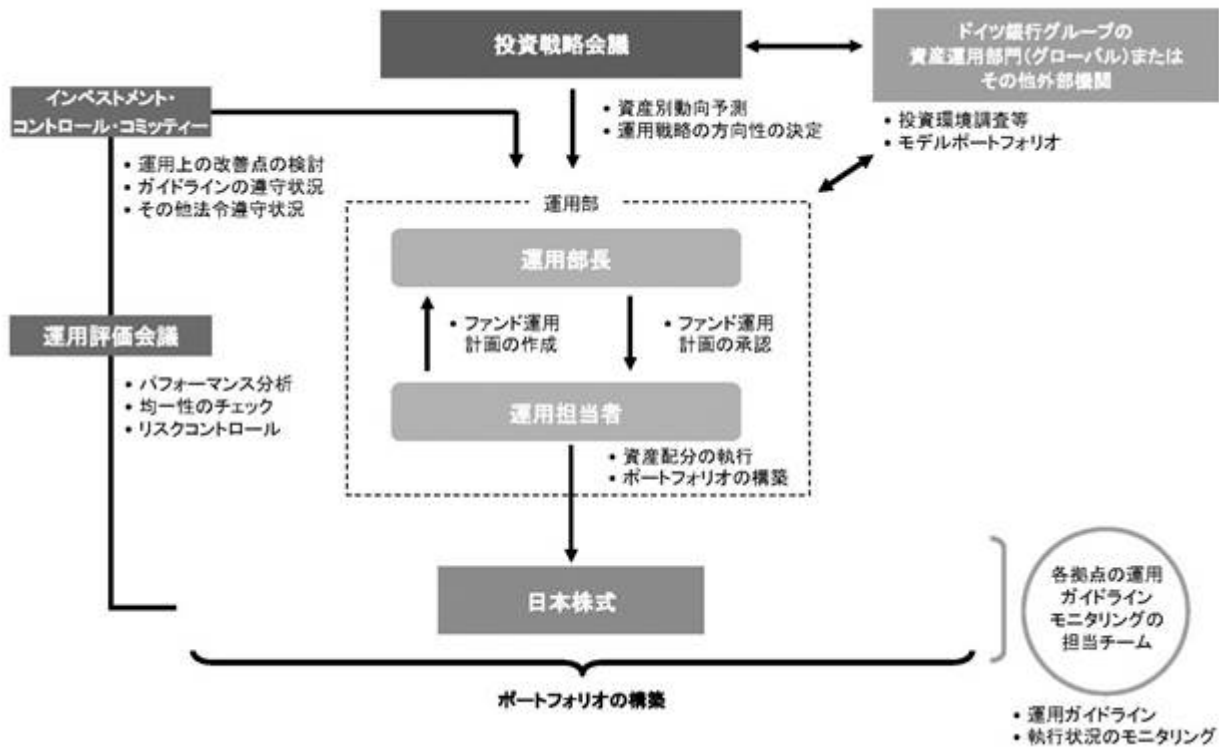 投資戦略会議
ドイツ銀行グループの
資産運用部門(グローバル)または
その他外部機関
インベストメント・
コントロール・コミッティー
• 資産別動向予測
• 運用戦略の方向性の決定
• 投資環境調査等
• モデルポートフォリオ
• 運用上の改善点の検討
• ガイドラインの遵守状況
• その他法令遵守状況
運用部
運用部長
• ファンド運用
計画の作成
• ファンド運用
計画の承認
運用評価会議
• パフォーマンス分析
• 均一性のチェック
• リスクコントロール
運用担当者
• 資産配分の執行
• ポートフォリオの構築
日本株式
各拠点の運用
ガイドライン
モニタリングの
担当チーム
ポートフォリオの構築
• 運用ガイドライン
• 執行状況のモニタリング